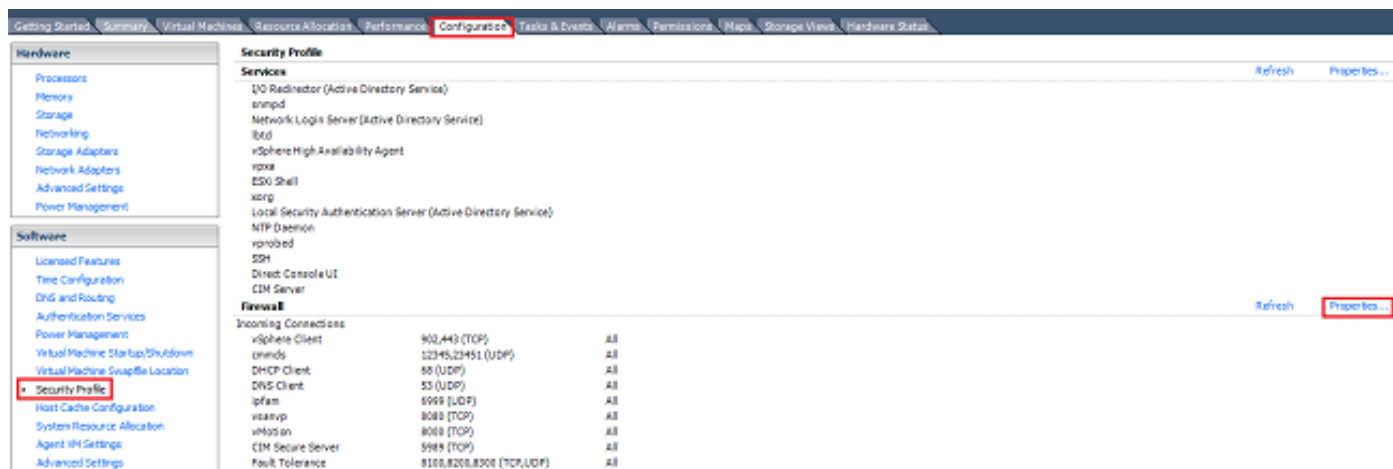 Getting Started Summary Virtual Machines Resource Allocation Performance Configuration Tasks & Events Alarms Permissions Maps Storage Views Hardware Status
Hardware
Processors
Memory
Storage
Networking
Storage Adapters
Network Adapters
Advanced Settings
Power Management
Software
Licensed Features
Time Configuration
DNS and Routing
Authentication Services
Power Management
Virtual Machine Startup/Shutdown
Virtual Machine Swapfile Location
Security Profile
Host Cache Configuration
System Resource Allocation
Agent VM Settings
Advanced Settings
Security Profile
Services Refresh Properties...
I/O Redirector (Active Directory Service)
snmpd
Network Login Server (Active Directory Service)
lbtd
vSphere High Availability Agent
vpxa
ESXi Shell
xorg
Local Security Authentication Server (Active Directory Service)
NTP Daemon
vprobed
SSH
Direct Console UI
CIM Server
Firewall Refresh Properties...
Incoming Connections
vSphere Client 902,443 (TCP) All
cmmds 12345,23451 (UDP) All
DHCP Client 68 (UDP) All
DNS Client 53 (UDP) All
ipfam 6999 (UDP) All
vsanvp 8080 (TCP) All
vMotion 8000 (TCP) All
CIM Secure Server 5989 (TCP) All
Fault Tolerance 8100,8200,8300 (TCP,UDP) All